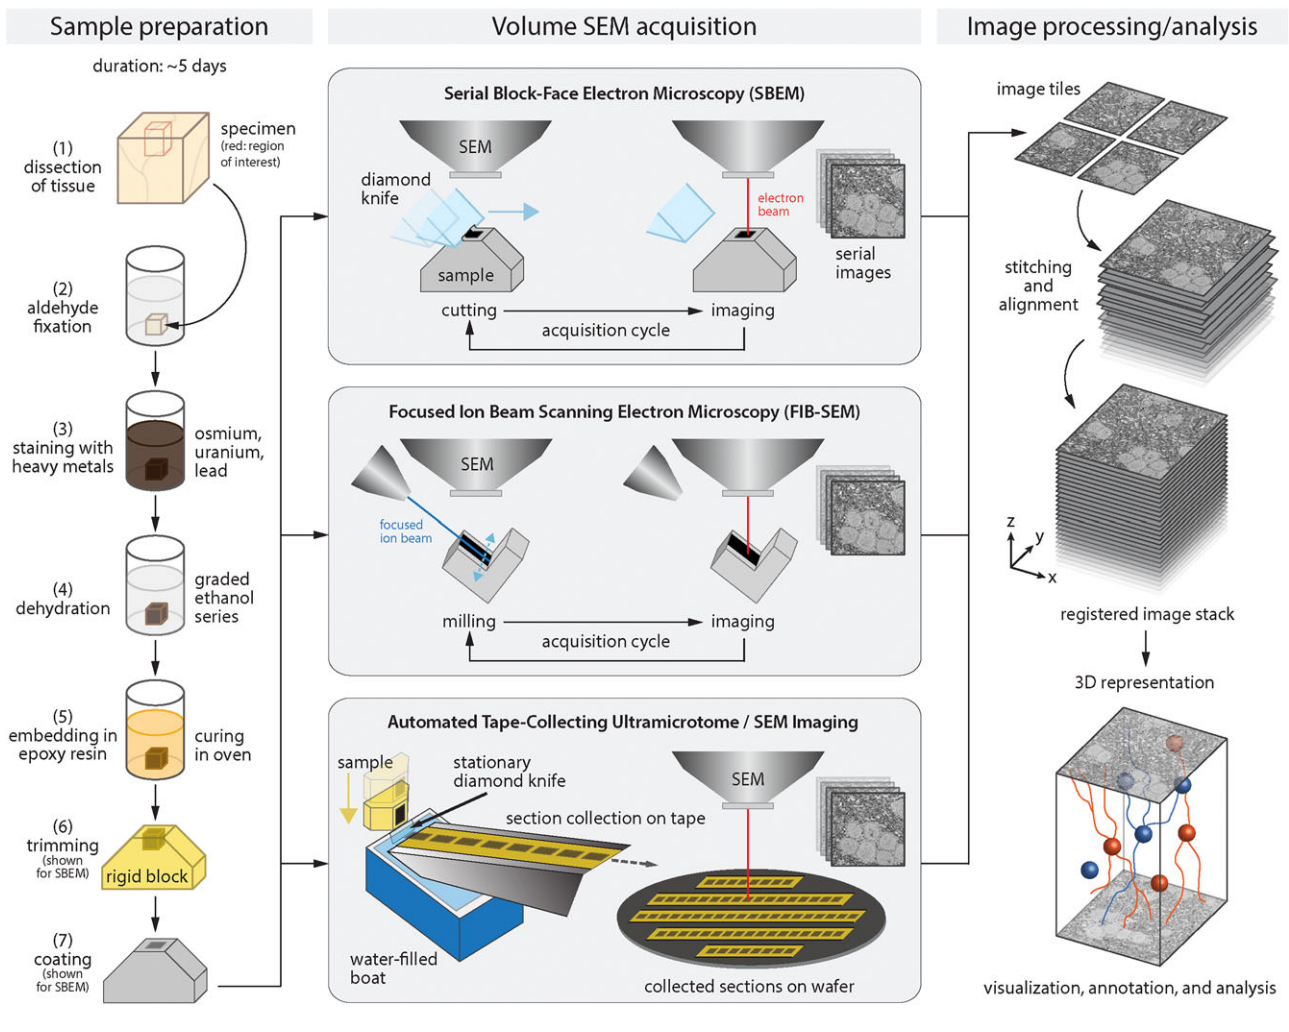 Sample preparation
duration: ~5 days
(1)
dissection
of tissue
specimen
(red: region
of interest)
(2)
aldehyde
fixation
(3)
staining with
heavy metals
osmium,
uranium,
lead
(4)
dehydration
graded
ethanol
series
(5)
embedding in
epoxy resin
curing
in oven
(6)
trimming
(shown
for SBEM)
rigid block
(7)
coating
(shown
for SBEM)
Volume SEM acquisition
Serial Block-Face Electron Microscopy (SBEM)
SEM
diamond
knife
sample
electron
beam
serial
images
cutting
imaging
acquisition cycle
Focused Ion Beam Scanning Electron Microscopy (FIB-SEM)
SEM
focused
ion beam
milling
imaging
acquisition cycle
Automated Tape-Collecting Ultramicrotome / SEM Imaging
sample
stationary
diamond knife
SEM
section collection on tape
water-filled
boat
collected sections on wafer
Image processing/analysis
image tiles
stitching
and
alignment
z
y
x
registered image stack
3D representation
visualization, annotation, and analysis